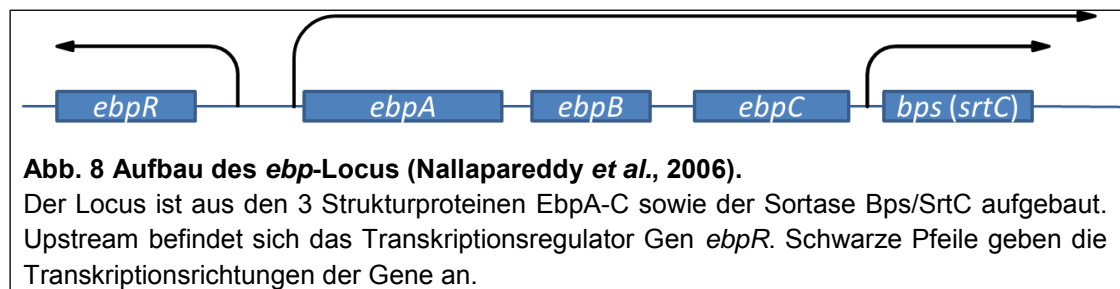 ebpR ebpA ebpB ebpC bps (srtC)
Abb. 8 Aufbau des ebp-Locus (Nallapareddy et al., 2006).
Der Locus ist aus den 3 Strukturproteinen EbpA-C sowie der Sortase Bps/SrtC aufgebaut.
Upstream befindet sich das Transkriptionsregulator Gen ebpR. Schwarze Pfeile geben die
Transkriptionsrichtungen der Gene an.